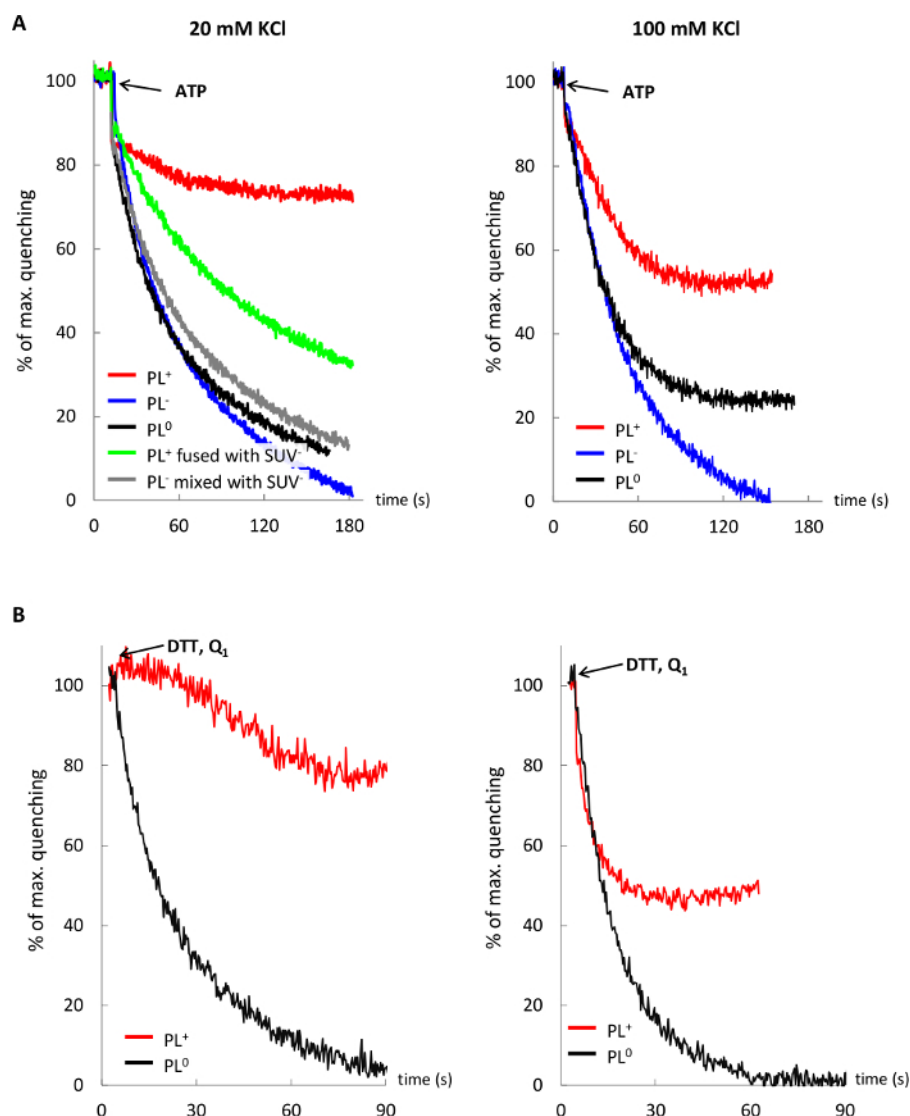 A
20 mM KCl
100 mM KCl
% of max. quenching
100
80
60
40
20
0
ATP
PL⁺
PL⁻
PL⁰
PL⁺ fused with SUV⁻
PL⁻ mixed with SUV⁻
0 60 120 180
time (s)
% of max. quenching
100
80
60
40
20
0
ATP
PL⁺
PL⁻
PL⁰
0 60 120 180
time (s)
B
% of max. quenching
100
80
60
40
20
0
DTT, Q₁
PL⁺
PL⁰
0 30 60 90
time (s)
% of max. quenching
100
80
60
40
20
0
DTT, Q₁
PL⁺
PL⁰
0 30 60 90
time (s)